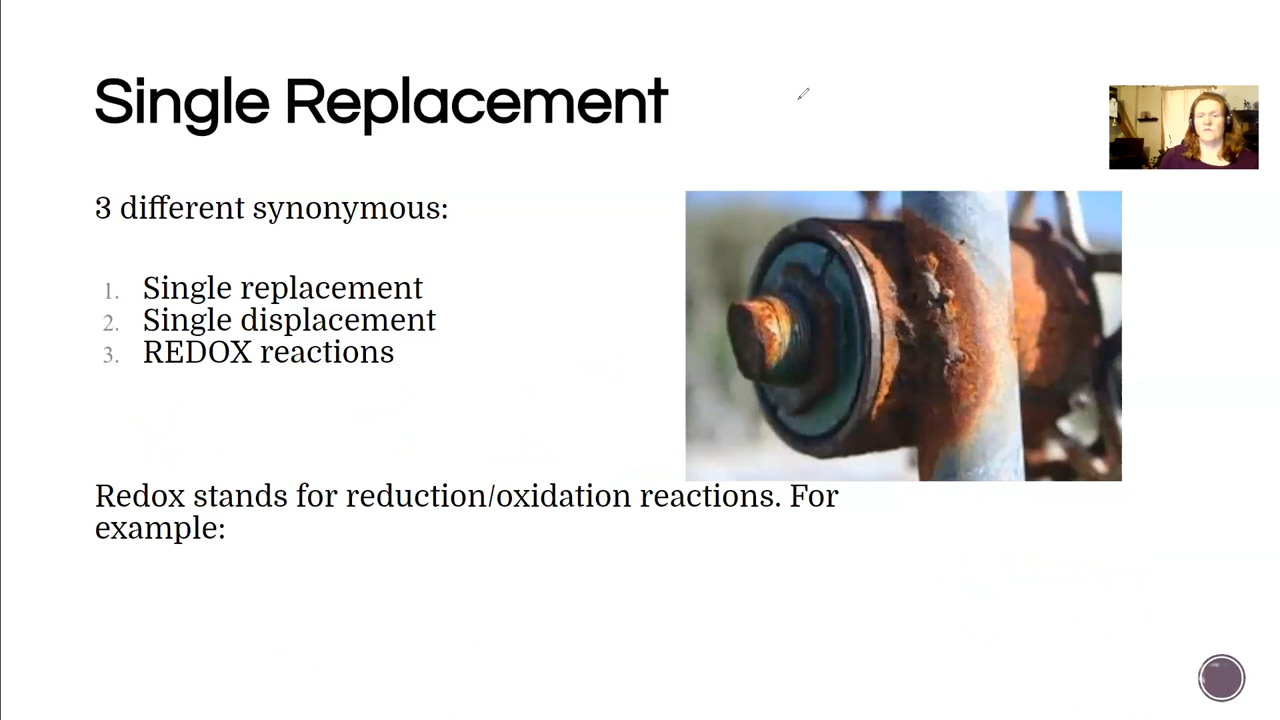 Single Replacement
3 different synonymous:
1. Single replacement
2. Single displacement
3. REDOX reactions
Redox stands for reduction/oxidation reactions. For
example: